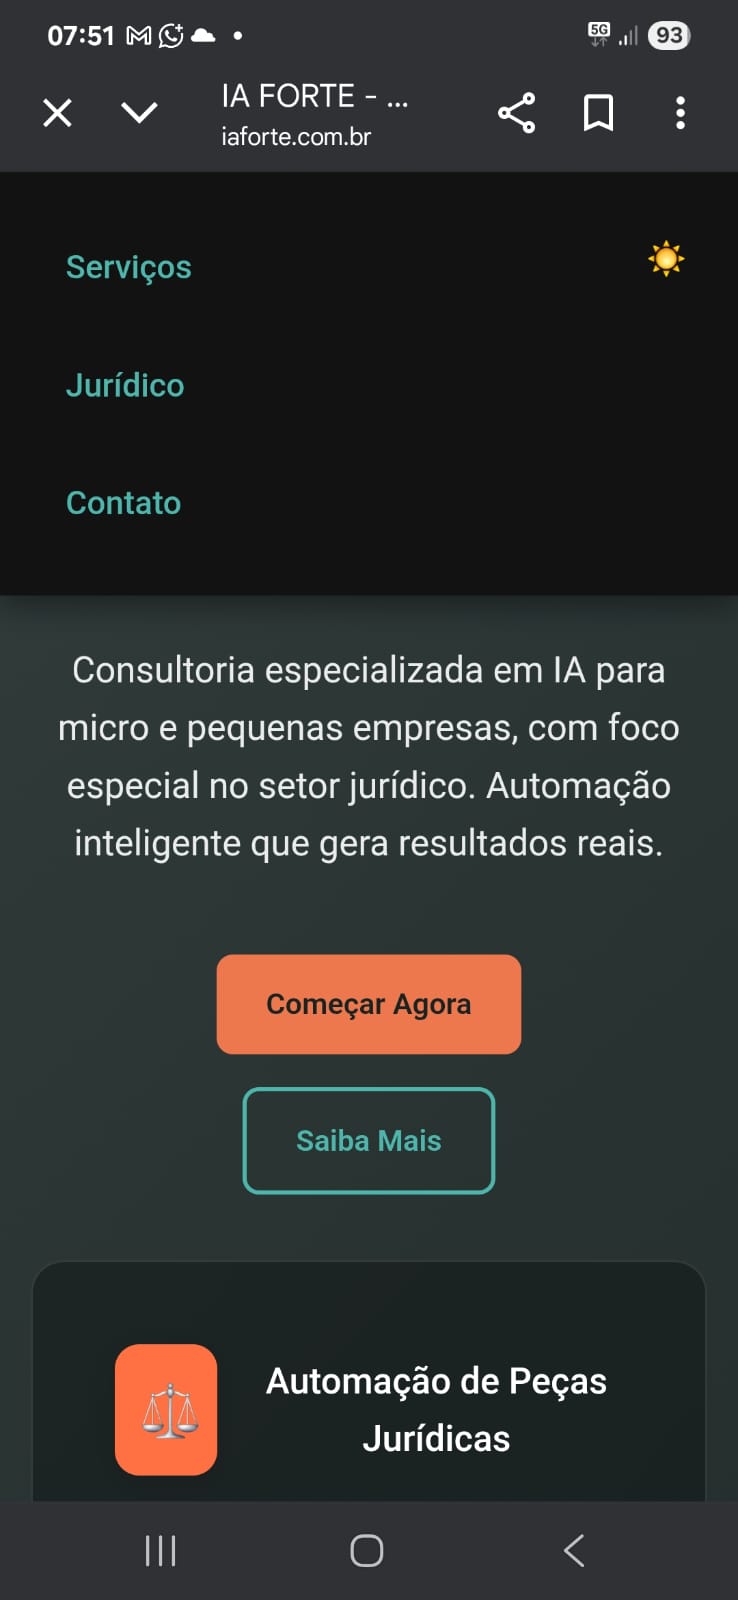 07:51
5G
93
IA FORTE - ...
iaforte.com.br
Serviços
Jurídico
Contato
Consultoria especializada em IA para
micro e pequenas empresas, com foco
especial no setor jurídico. Automação
inteligente que gera resultados reais.
Começar Agora
Saiba Mais
Automação de Peças
Jurídicas